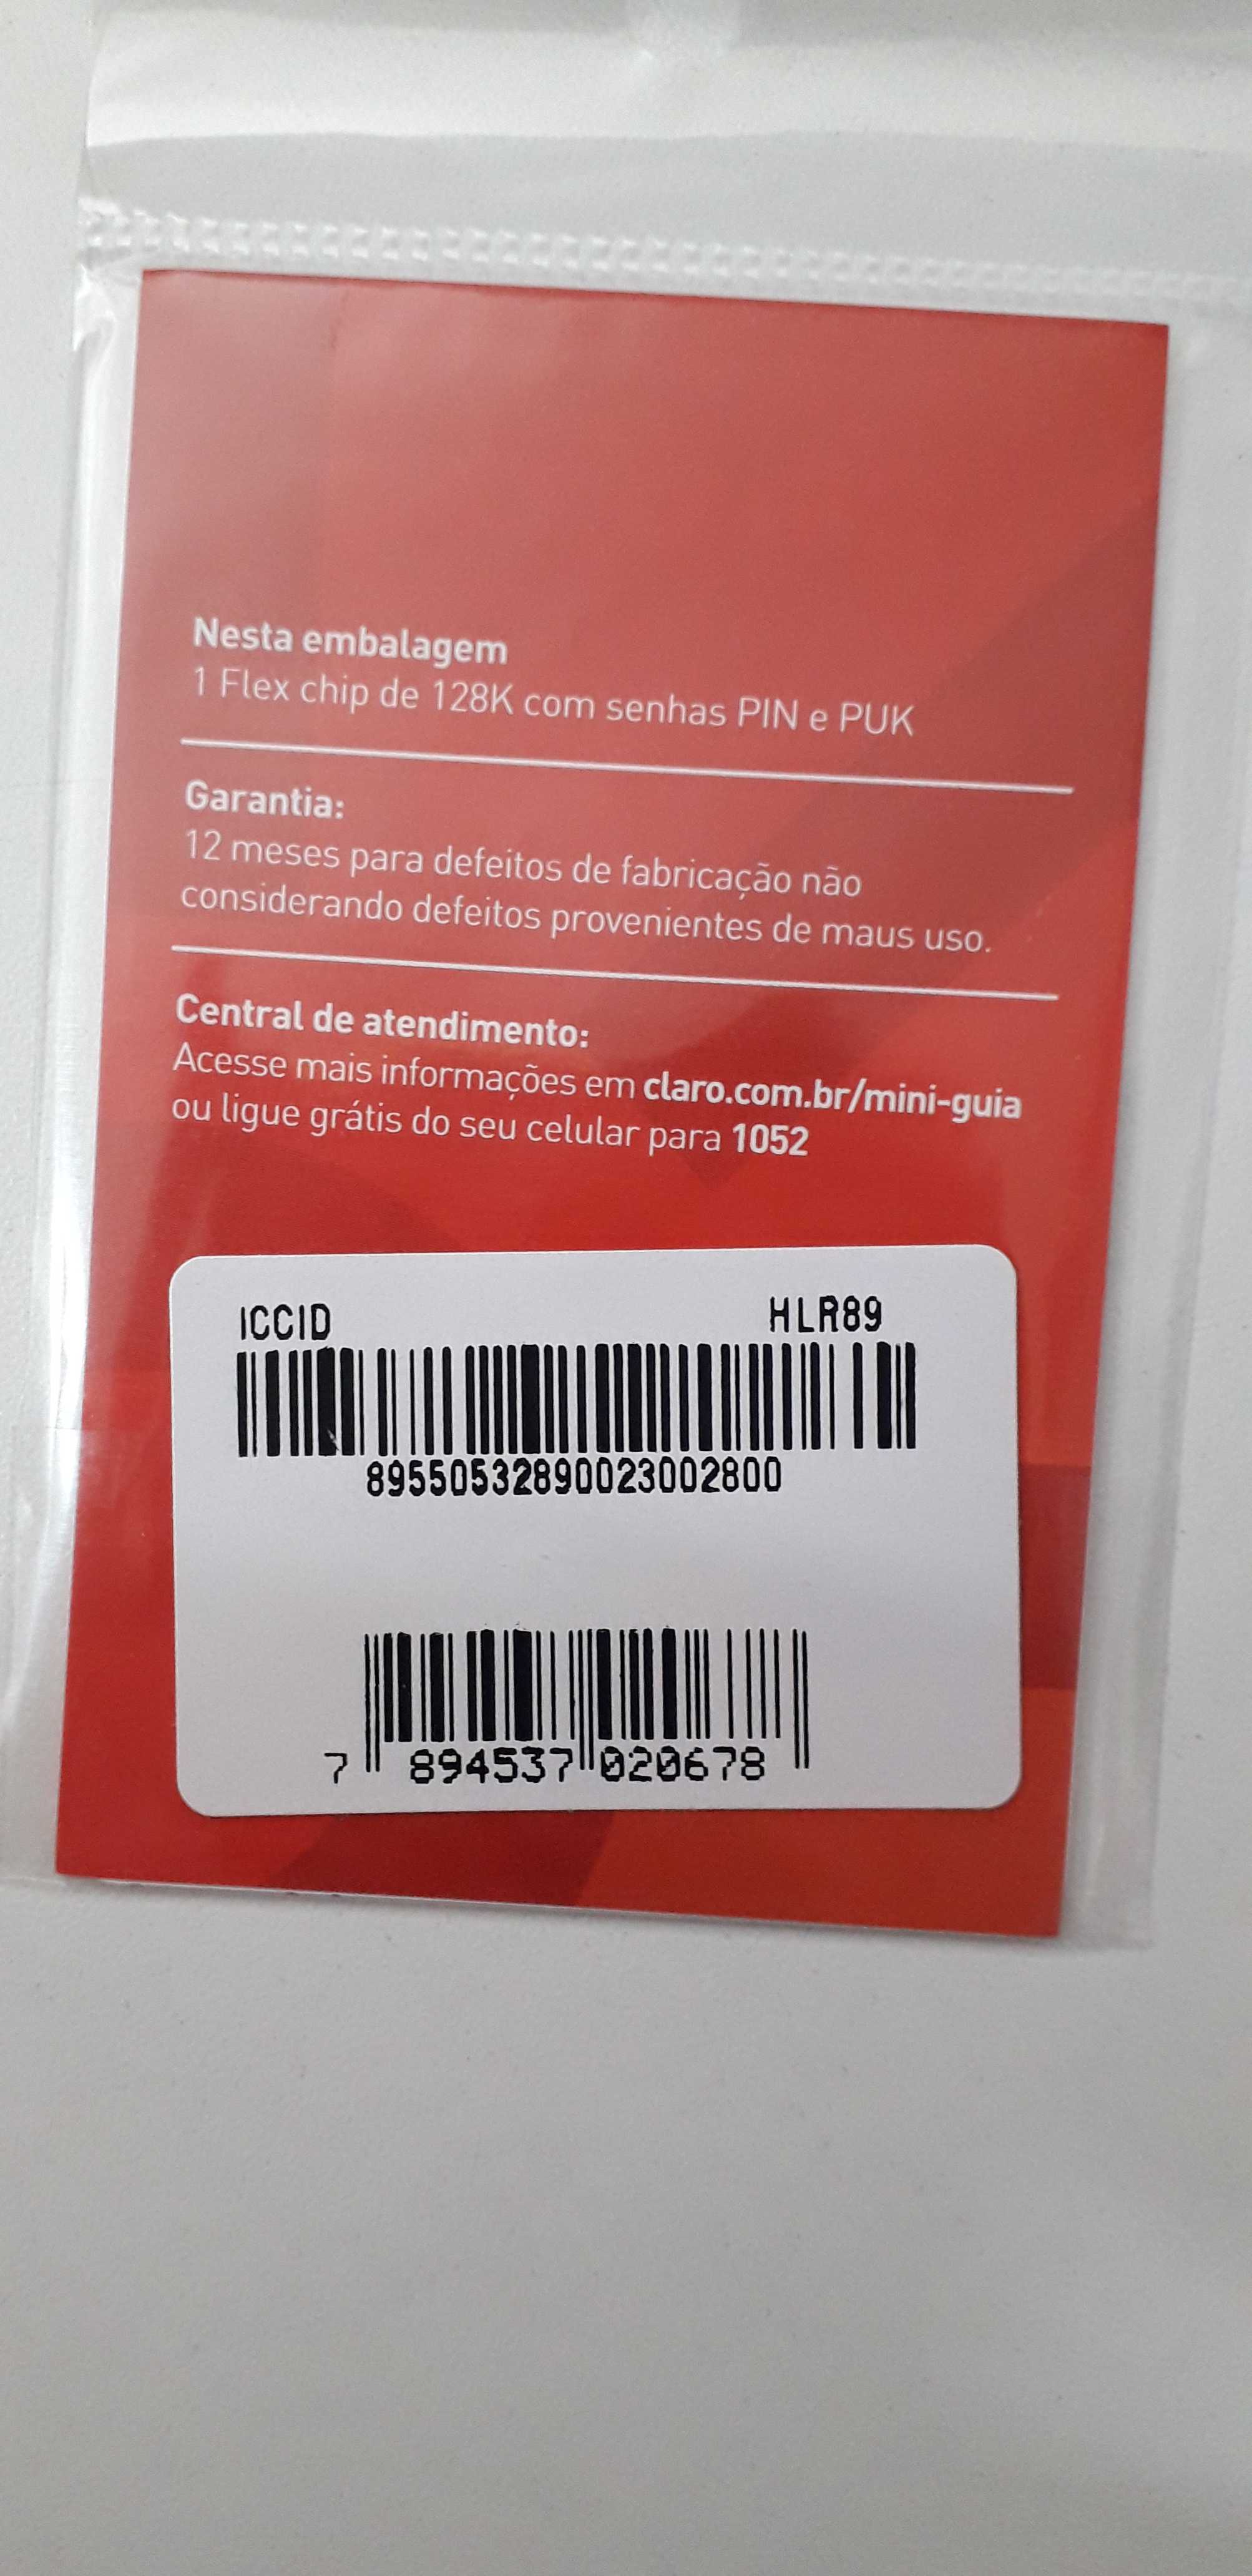 Nesta embalagem
1 Flex chip de 128K com senhas PIN e PUK
Garantia:
12 meses para defeitos de fabricação não
considerando defeitos provenientes de maus uso.
Central de atendimento:
Acesse mais informações em claro.com.br/mini-guia
ou ligue grátis do seu celular para 1052
ICCID HLR89
89550532890023002800
7 894537 020678